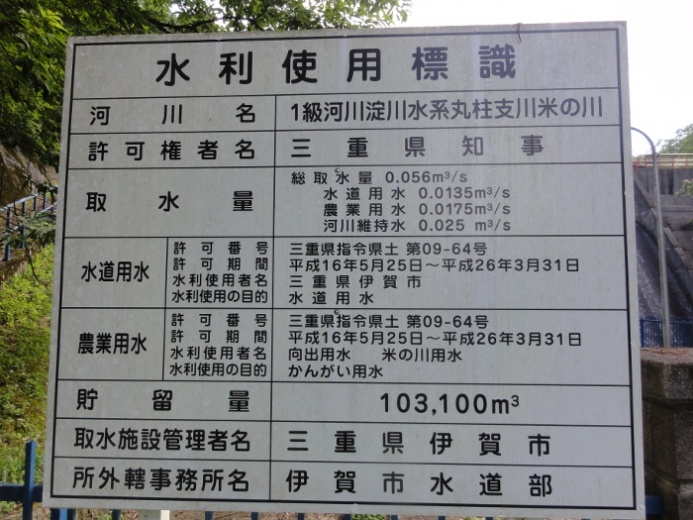 水利使用標識
河川名 1級河川淀川水系丸柱支川米の川
許可権者名 三重県知事
取水量 総取水量 0.056m³/s
水道用水 0.0135m³/s
農業用水 0.0175m³/s
河川維持水 0.025 m³/s
水道用水 許可番号 三重県指令県土 第09-64号
許可期間 平成16年5月25日～平成26年3月31日
水利使用者名 三重県伊賀市
水利使用の目的 水道用水
農業用水 許可番号 三重県指令県土 第09-64号
許可期間 平成16年5月25日～平成26年3月31日
水利使用者名 向出用水 米の川用水
水利使用の目的 かんがい用水
貯留量 103,100m³
取水施設管理者名 三重県伊賀市
所外轄事務所名 伊賀市水道部